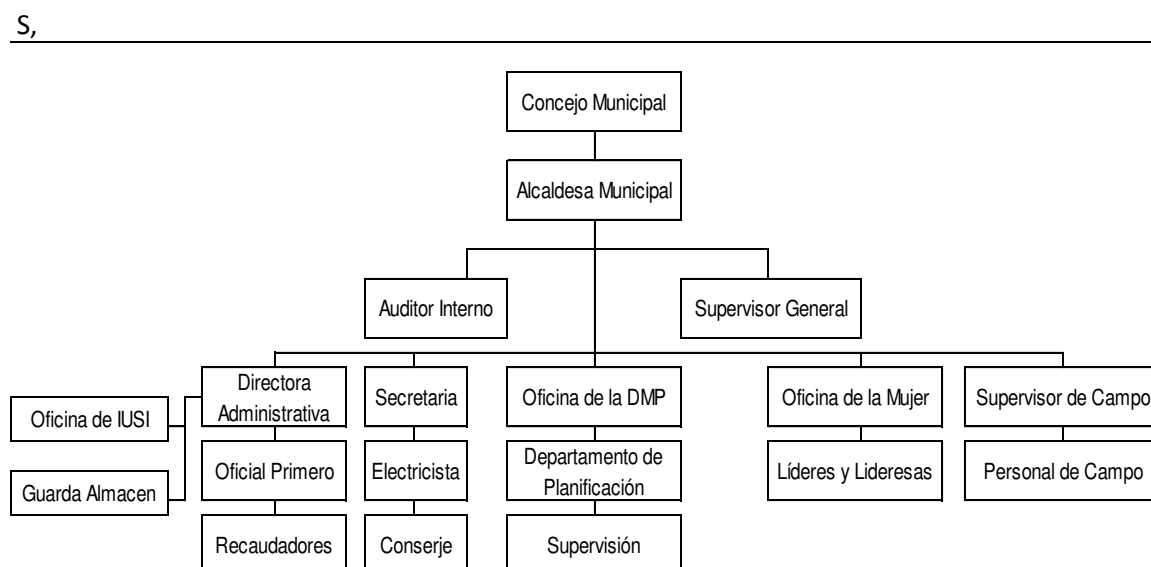 S,
Concejo Municipal
Alcaldesa Municipal
Auditor Interno
Supervisor General
Directora
Administrativa
Secretaria
Oficina de la DMP
Oficina de la Mujer
Supervisor de Campo
Oficina de IUSI
Oficial Primero
Electricista
Departamento de
Planificación
Líderes y Lideresas
Personal de Campo
Guarda Almacen
Recaudadores
Conserje
Supervisión